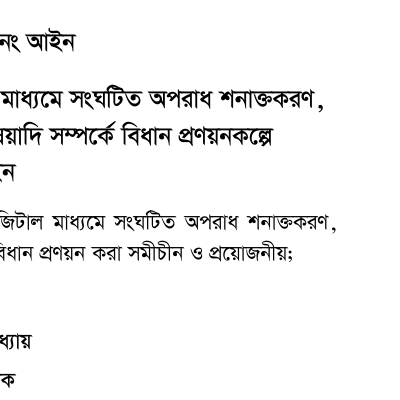 নং আইন
মাধ্যমে সংঘটিত অপরাধ শনাক্তকরণ,
য়াদি সম্পর্কে বিধান প্রণয়নকল্পে
ন
জিটাল মাধ্যমে সংঘটিত অপরাধ শনাক্তকরণ,
বিধান প্রণয়ন করা সমীচীন ও প্রয়োজনীয়;
ধ্যায়
ক